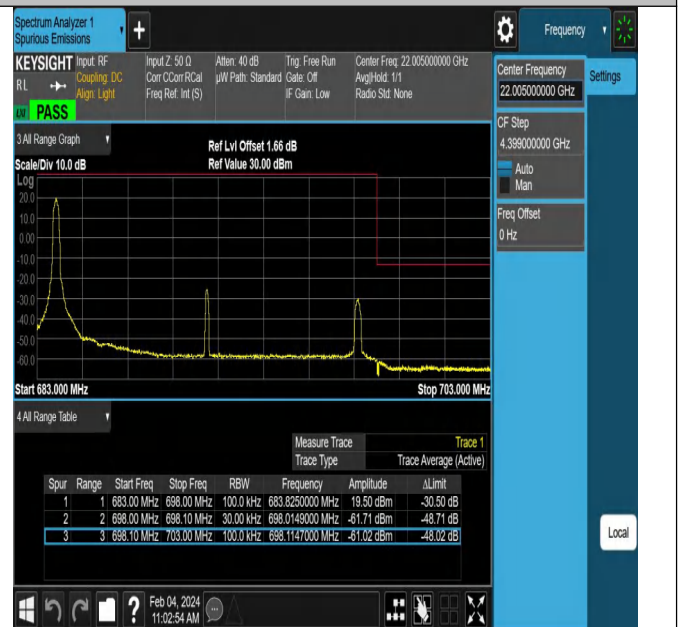 Spectrum Analyzer 1
Spurious Emissions
Frequency
KEYSIGHT Input: RF Input Z: 50 Ω Atten: 40 dB Trig: Free Run Center Freq: 22.005000000 GHz
RL Coupling: DC Corr CCorr RCal µW Path: Standard Gate: Off Avg|Hold: 1/1
Align: Light Freq Ref: Int (S) IF Gain: Low Radio Std: None
PASS
Center Frequency
22.005000000 GHz
Settings
CF Step
4.399000000 GHz
Auto
Man
Freq Offset
0 Hz
3 All Range Graph
Ref Lvl Offset 1.66 dB
Scale/Div 10.0 dB Ref Value 30.00 dBm
Log
20.0
10.0
0.00
-10.0
-20.0
-30.0
-40.0
-50.0
-60.0
Start 683.000 MHz Stop 703.000 MHz
4 All Range Table
Measure Trace Trace 1
Trace Type Trace Average (Active)
Spur Range Start Freq Stop Freq RBW Frequency Amplitude ΔLimit
1 1 683.00 MHz 698.00 MHz 100.0 kHz 683.8250000 MHz 19.50 dBm -30.50 dB
2 2 698.00 MHz 698.10 MHz 30.00 kHz 698.0149000 MHz -61.71 dBm -48.71 dB
3 3 698.10 MHz 703.00 MHz 100.0 kHz 698.1147000 MHz -61.02 dBm -48.02 dB
Local
? Feb 04, 2024
11:02:54 AM